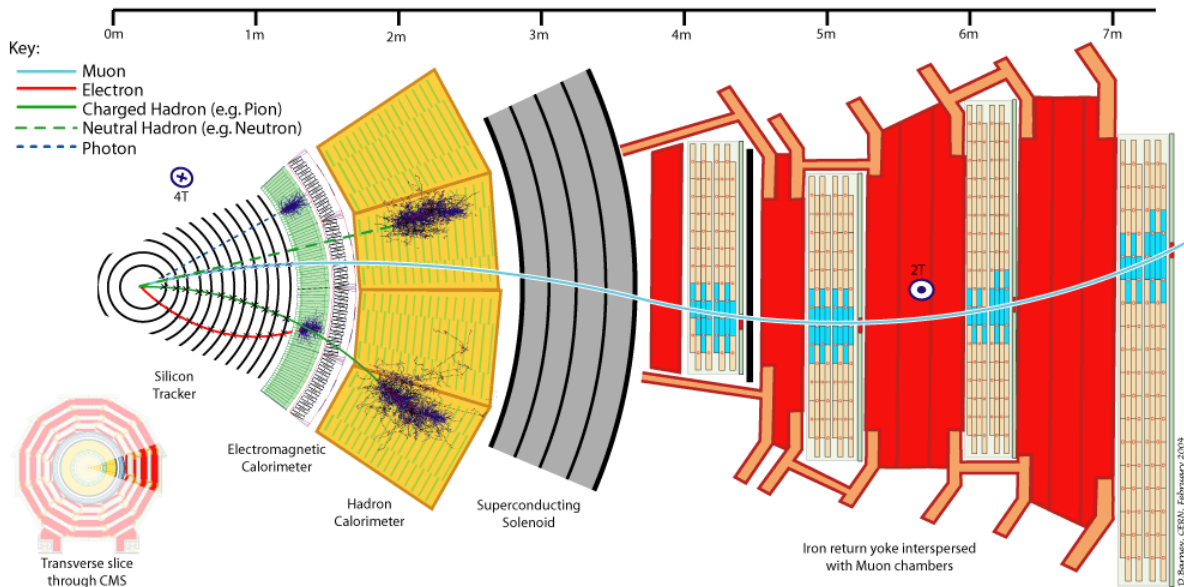 0m 1m 2m 3m 4m 5m 6m 7m
Key:
Muon
Electron
Charged Hadron (e.g. Pion)
Neutral Hadron (e.g. Neutron)
Photon
4T
2T
Silicon
Tracker
Electromagnetic
Calorimeter
Hadron
Calorimeter
Superconducting
Solenoid
Iron return yoke interspersed
with Muon chambers
Transverse slice
through CMS
D.Barney, CERN, February 2004